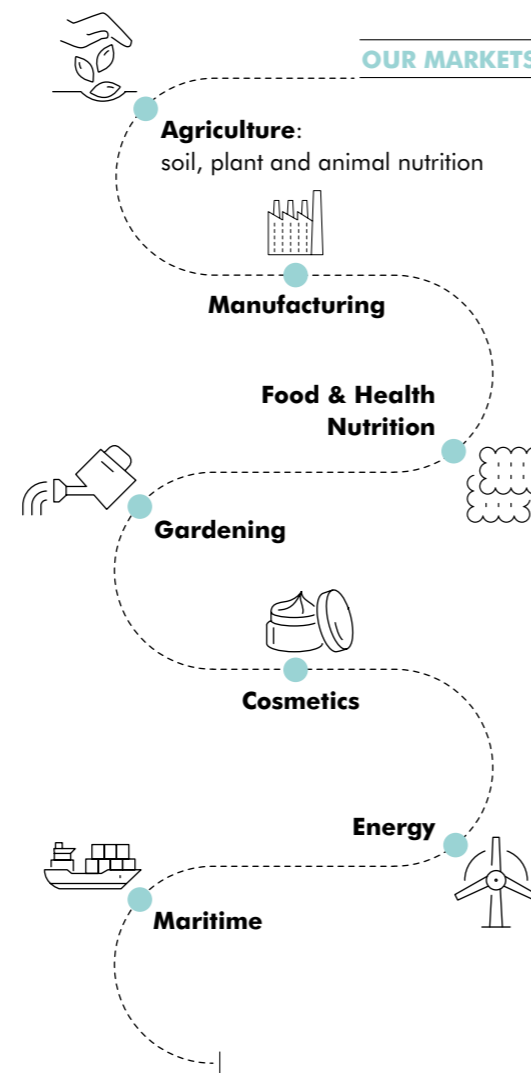 OUR MARKETS
Agriculture:
soil, plant and animal nutrition
Manufacturing
Food & Health
Nutrition
Gardening
Cosmetics
Energy
Maritime